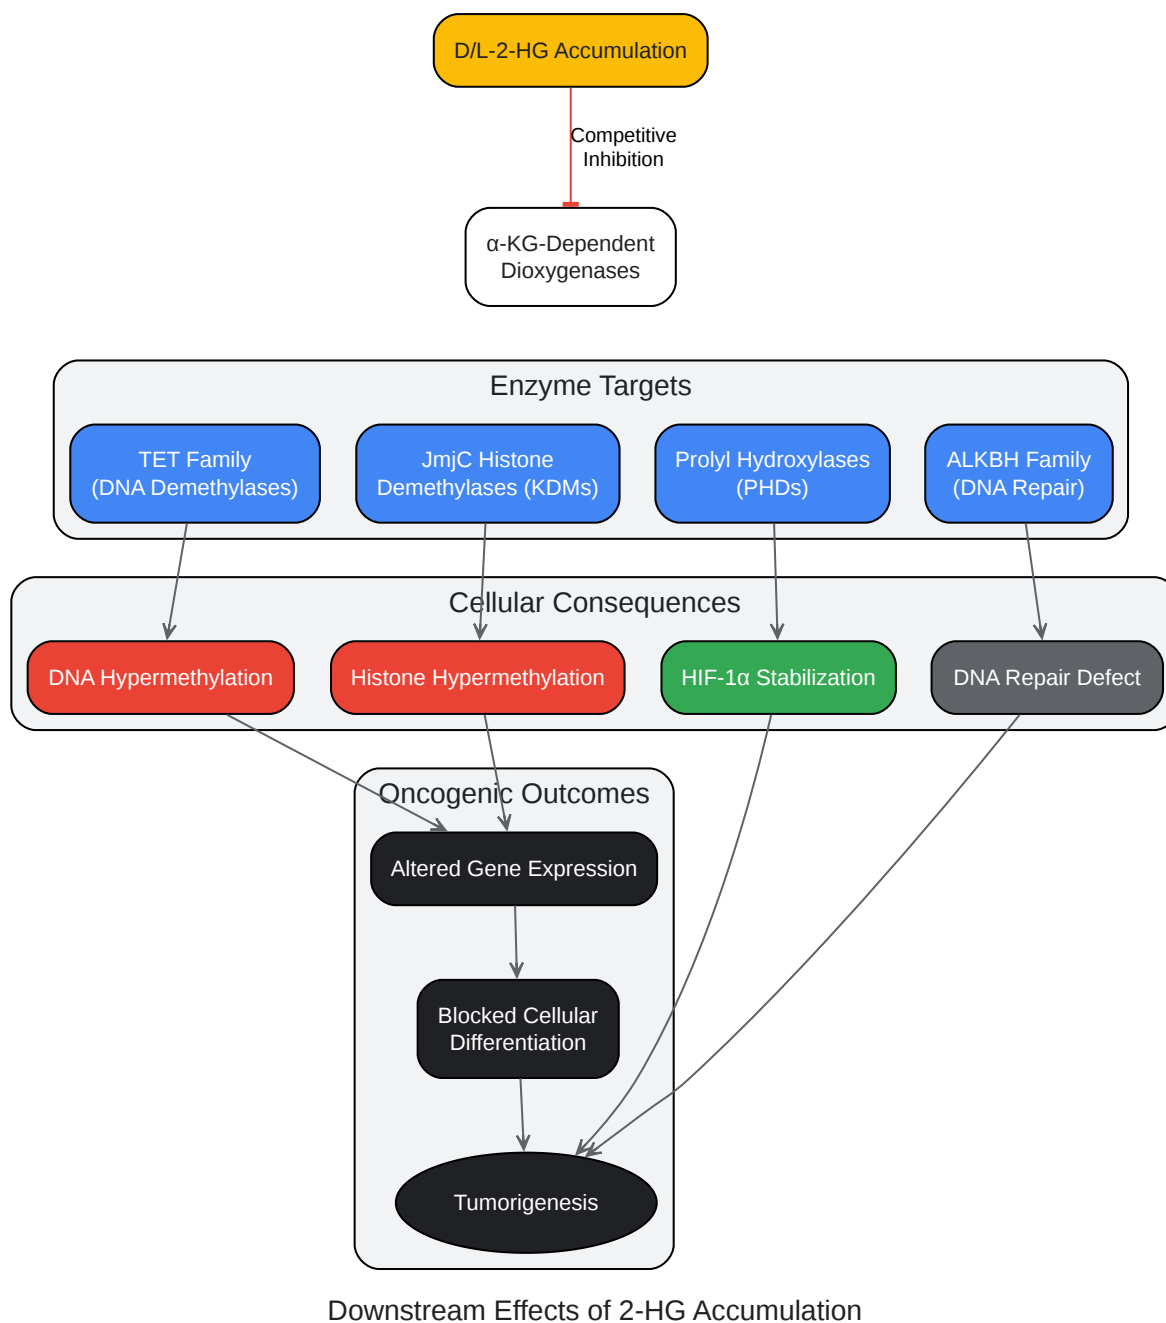 D/L-2-HG Accumulation
Competitive
Inhibition
α-KG-Dependent
Dioxygenases
Enzyme Targets
TET Family
(DNA Demethylases)
JmjC Histone
Demethylases (KDMs)
Prolyl Hydroxylases
(PHDs)
ALKBH Family
(DNA Repair)
Cellular Consequences
DNA Hypermethylation
Histone Hypermethylation
HIF-1α Stabilization
DNA Repair Defect
Oncogenic Outcomes
Altered Gene Expression
Blocked Cellular
Differentiation
Tumorigenesis
Downstream Effects of 2-HG Accumulation